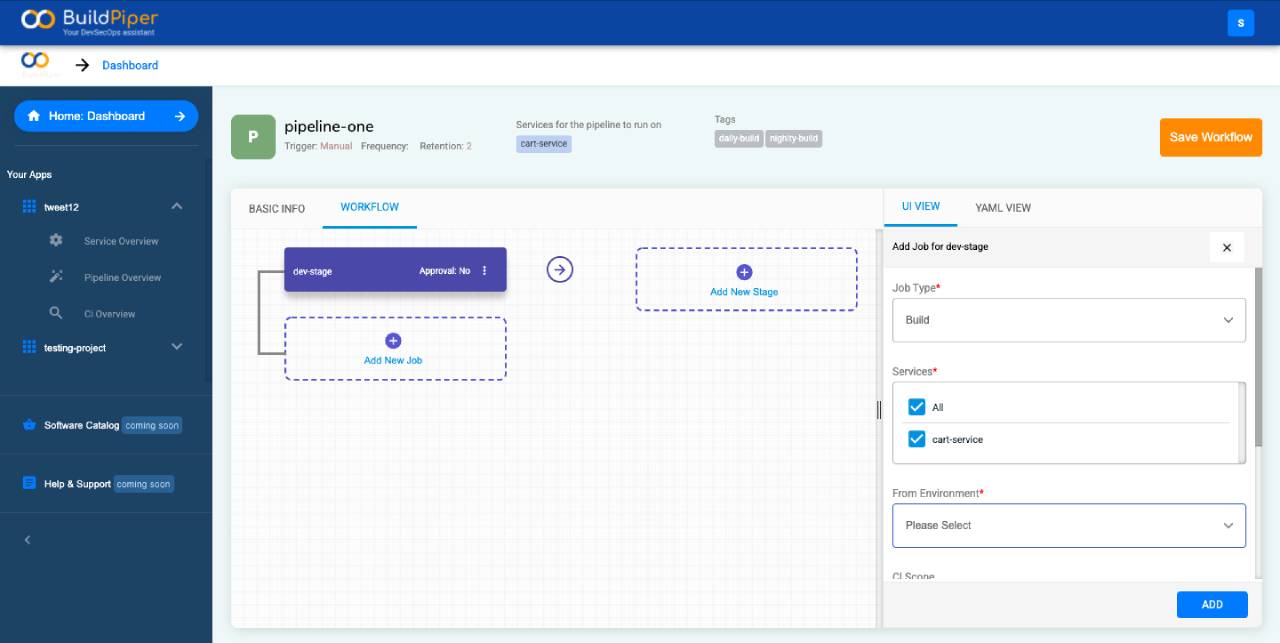 BuildPiper
Your DevSecOps assistant
S
Dashboard
Home: Dashboard
Your Apps
tweet12
Service Overview
Pipeline Overview
CI Overview
testing-project
Software Catalog coming soon
Help & Support coming soon
P
pipeline-one
Trigger: Manual Frequency: Retention: 2
Services for the pipeline to run on
cart-service
Tags
daily-build nighlty-build
Save Workflow
BASIC INFO WORKFLOW
dev-stage Approval: No
Add New Job
Add New Stage
UI VIEW YAML VIEW
Add Job for dev-stage
Job Type*
Build
Services*
All
cart-service
From Environment*
Please Select
CI Scope
ADD